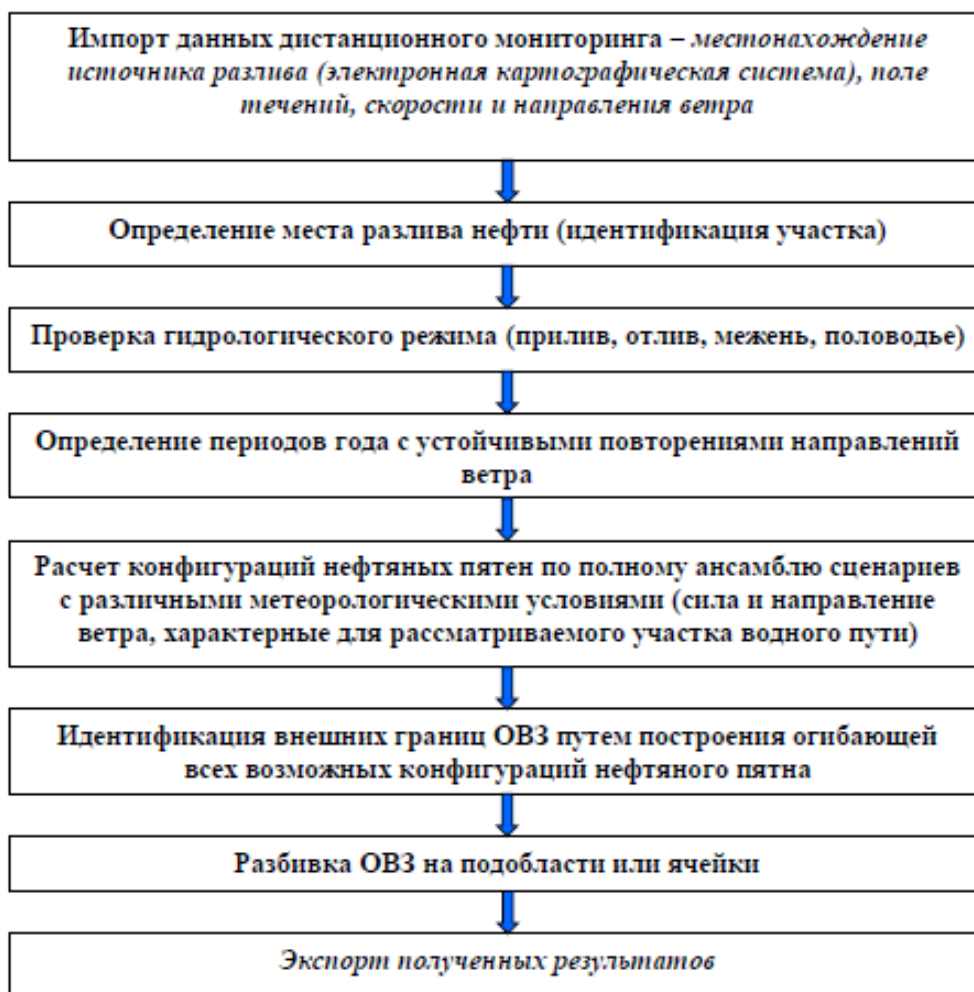 Импорт данных дистанционного мониторинга – местонахождение
источника разлива (электронная картографическая система), поле
течений, скорости и направления ветра
Определение места разлива нефти (идентификация участка)
Проверка гидрологического режима (прилив, отлив, межень, половодье)
Определение периодов года с устойчивыми повторениями направлений
ветра
Расчет конфигураций нефтяных пятен по полному ансамблю сценариев
с различными метеорологическими условиями (сила и направление
ветра, характерные для рассматриваемого участка водного пути)
Идентификация внешних границ ОВЗ путем построения огибающей
всех возможных конфигураций нефтяного пятна
Разбивка ОВЗ на подобласти или ячейки
Экспорт полученных результатов